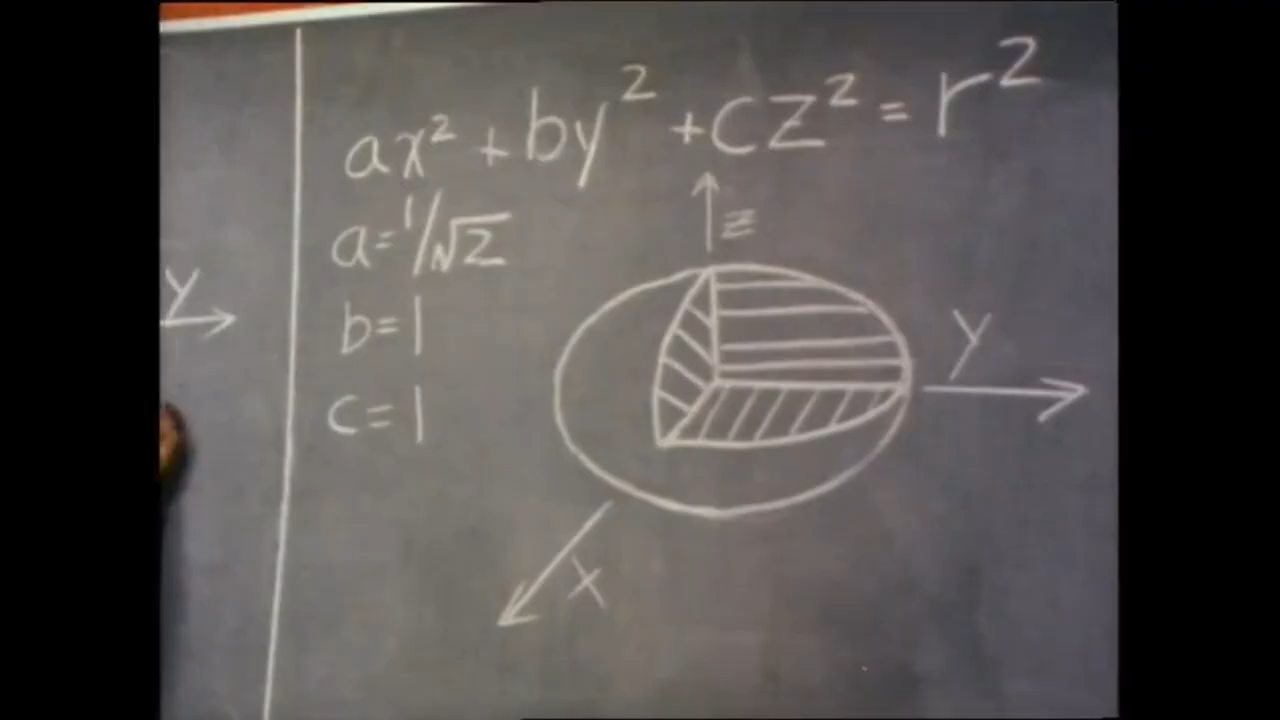 ax² + by² + cz² = r²
a = 1/√2
b = 1
c = 1
z
y
y
x